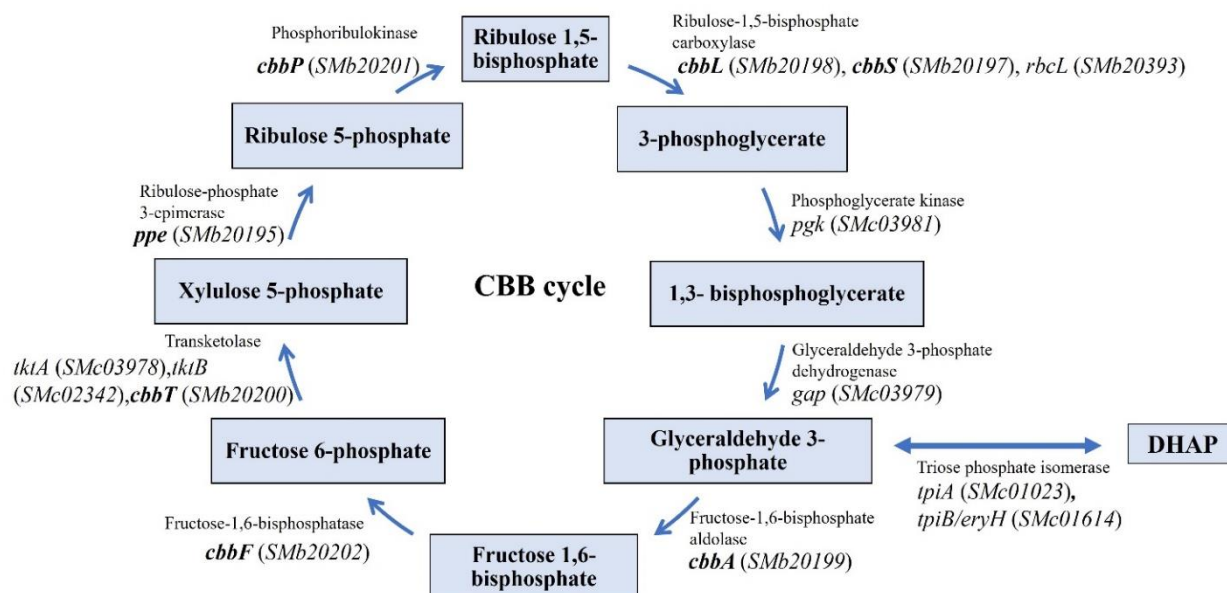 Phosphoribulokinase
cbbP (SMb20201)
Ribulose 1,5-
bisphosphate
Ribulose-1,5-bisphosphate
carboxylase
cbbL (SMb20198), cbbS (SMb20197), rbcL (SMb20393)
Ribulose 5-phosphate
3-phosphoglycerate
Ribulose-phosphate
3-epimerase
ppe (SMb20195)
Phosphoglycerate kinase
pgk (SMc03981)
Xylulose 5-phosphate
CBB cycle
1,3- bisphosphoglycerate
Transketolase
tktA (SMc03978),tktB
(SMc02342),cbbT (SMb20200)
Glyceraldehyde 3-phosphate
dehydrogenase
gap (SMc03979)
Fructose 6-phosphate
Glyceraldehyde 3-
phosphate
DHAP
Triose phosphate isomerase
tpiA (SMc01023),
tpiB/eryH (SMc01614)
Fructose-1,6-bisphosphatase
cbbF (SMb20202)
Fructose 1,6-
bisphosphate
Fructose-1,6-bisphosphate
aldolase
cbbA (SMb20199)